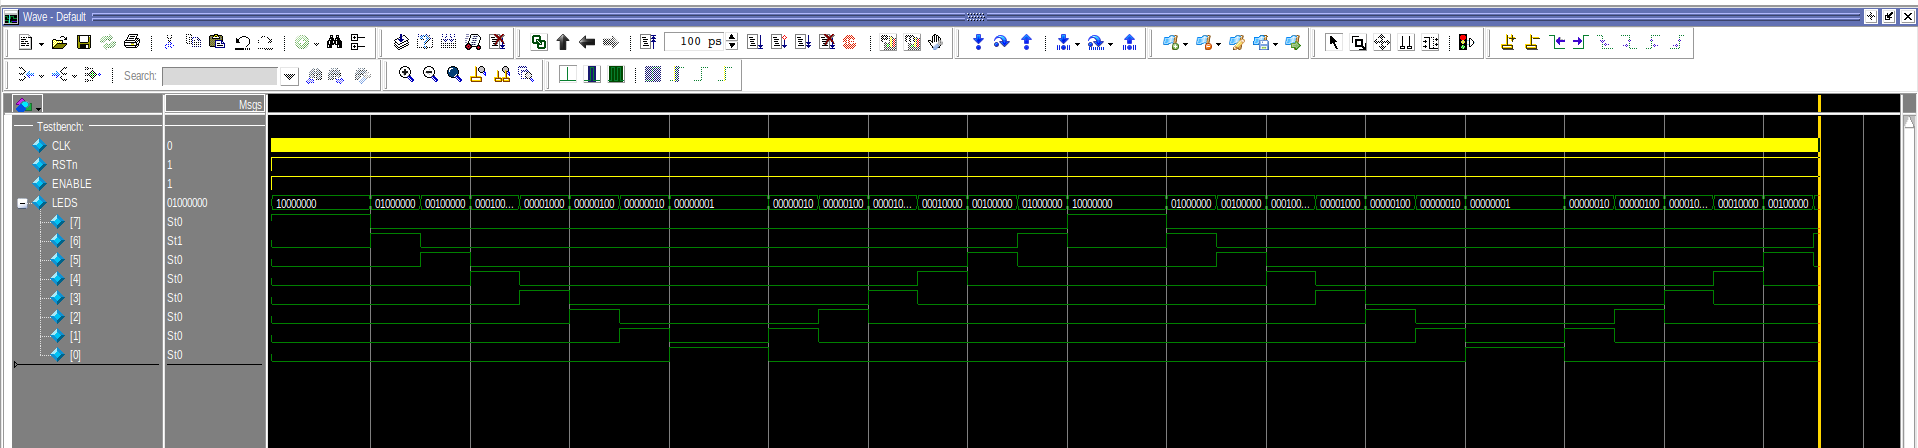 Wave - Default
100 ps
Search:
Msgs
Testbench:
CLK 0
RSTn 1
ENABLE 1
LEDS 01000000 10000000 01000000 00100000 000100... 00001000 00000100 00000010 00000001 00000010 00000100 000010... 00010000 00100000 01000000 10000000 01000000 00100000 000100... 00001000 00000100 00000010 00000001 00000010 00000100 000010... 00010000 00100000
[7] St0
[6] St1
[5] St0
[4] St0
[3] St0
[2] St0
[1] St0
[0] St0